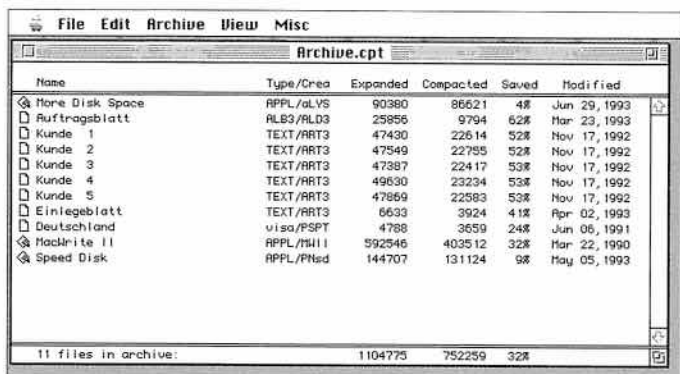 File Edit Archive View Misc
Archive.cpt
Name Type/Crea Expanded Compacted Saved Modified
More Disk Space APPL/aLYS 90380 86621 4% Jun 29, 1993
Auftragsblatt ALB3/ALD3 25856 9794 62% Mar 23, 1993
Kunde 1 TEXT/ART3 47430 22614 52% Nov 17, 1992
Kunde 2 TEXT/ART3 47549 22755 52% Nov 17, 1992
Kunde 3 TEXT/ART3 47387 22417 53% Nov 17, 1992
Kunde 4 TEXT/ART3 49630 23234 53% Nov 17, 1992
Kunde 5 TEXT/ART3 47869 22583 53% Nov 17, 1992
Einlegeblatt TEXT/ART3 6633 3924 41% Apr 02, 1993
Deutschland visa/PSPT 4788 3659 24% Jun 06, 1991
MacWrite II APPL/MWII 592546 403512 32% Mar 22, 1990
Speed Disk APPL/PNsd 144707 131124 9% May 05, 1993
11 files in archive: 1104775 752259 32%